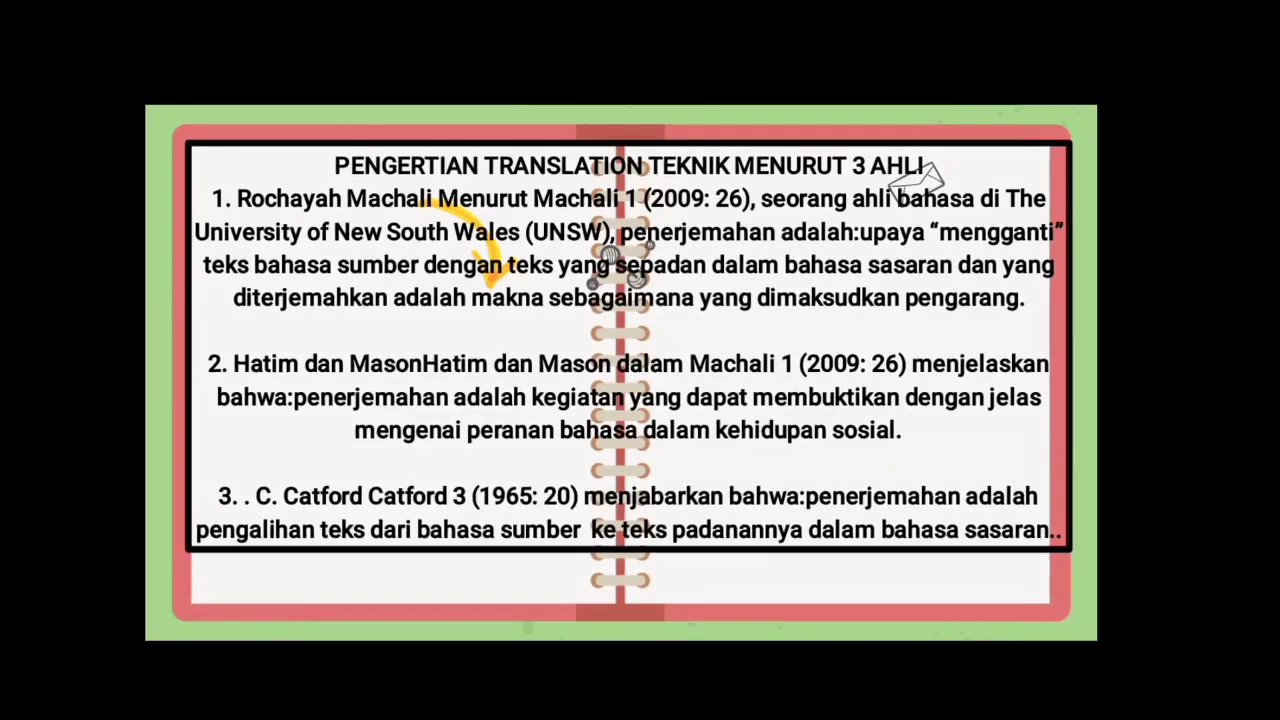 PENGERTIAN TRANSLATION TEKNIK MENURUT 3 AHLI
1. Rochayah Machali Menurut Machali 1 (2009: 26), seorang ahli bahasa di The
University of New South Wales (UNSW), penerjemahan adalah:upaya “mengganti”
teks bahasa sumber dengan teks yang sepadan dalam bahasa sasaran dan yang
diterjemahkan adalah makna sebagaimana yang dimaksudkan pengarang.
2. Hatim dan MasonHatim dan Mason dalam Machali 1 (2009: 26) menjelaskan
bahwa:penerjemahan adalah kegiatan yang dapat membuktikan dengan jelas
mengenai peranan bahasa dalam kehidupan sosial.
3. . C. Catford Catford 3 (1965: 20) menjabarkan bahwa:penerjemahan adalah
pengalihan teks dari bahasa sumber ke teks padanannya dalam bahasa sasaran..